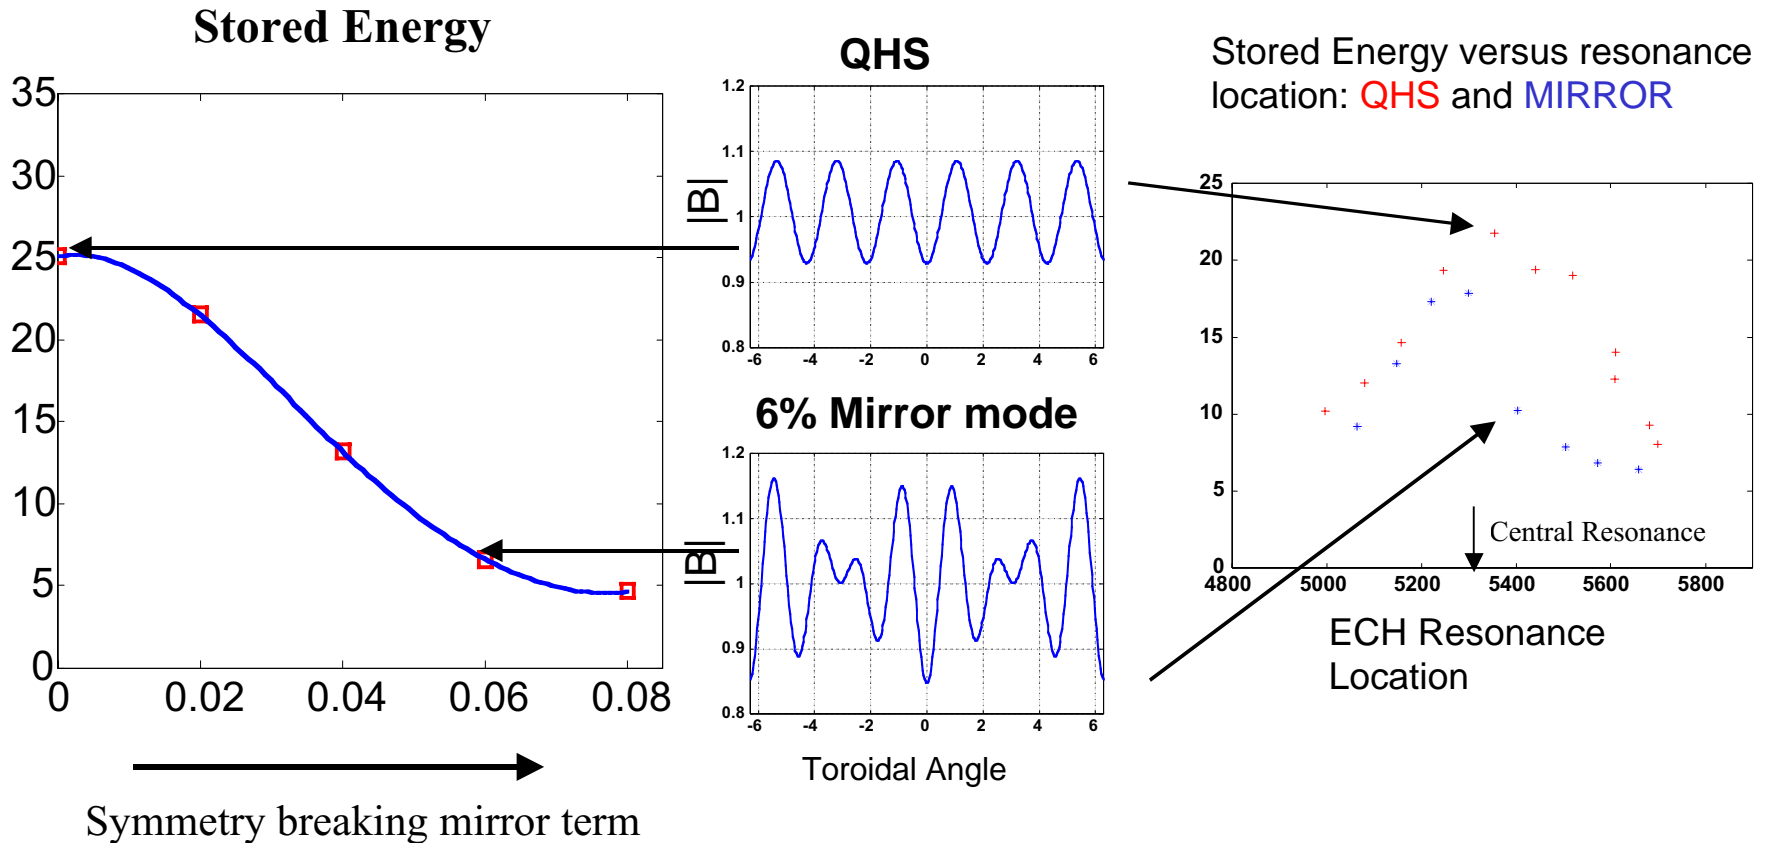 Stored Energy
35
30
25
20
15
10
5
0
0 0.02 0.04 0.06 0.08
Symmetry breaking mirror term
QHS
|B|
1.2
1.1
1
0.9
0.8
-6 -4 -2 0 2 4 6
6% Mirror mode
|B|
1.2
1.1
1
0.9
0.8
-6 -4 -2 0 2 4 6
Toroidal Angle
Stored Energy versus resonance
location: QHS and MIRROR
25
20
15
10
5
0
Central Resonance
4800 5000 5200 5400 5600 5800
ECH Resonance
Location